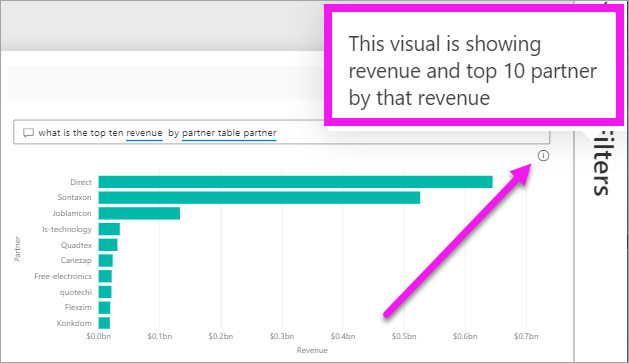 This visual is showing
revenue and top 10 partner
by that revenue
what is the top ten revenue by partner table partner
Filters
Partner
Direct
Sontaxon
Joblamcon
Is-technology
Quadtex
Canezap
Free-electronics
quotechi
Flexzim
Konkdom
$0.0bn $0.1bn $0.2bn $0.3bn $0.4bn $0.5bn $0.6bn $0.7bn
Revenue